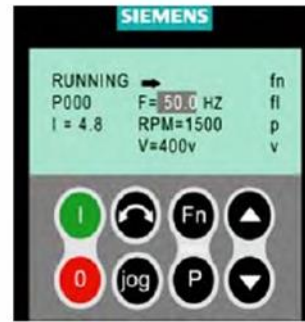 SIEMENS
RUNNING fn
P000 F= 50.0 HZ fl
I = 4.8 RPM=1500 p
V=400v v
I Fn
0 jog P